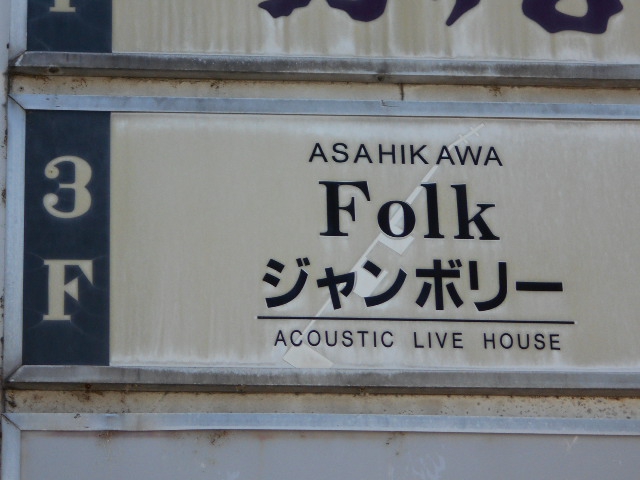 3F
ASAHIKAWA
Folk
ジャンボリー
ACOUSTIC LIVE HOUSE